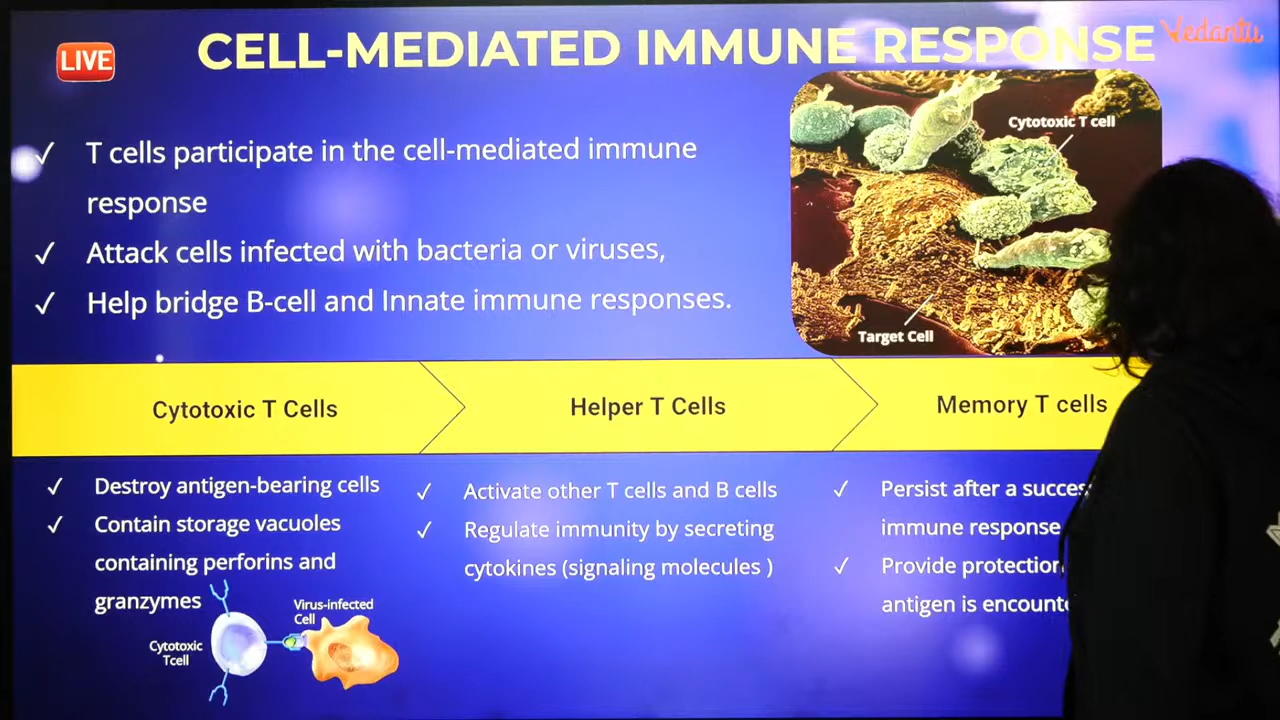 LIVE
CELL-MEDIATED IMMUNE RESPONSE
Vedantu
✓ T cells participate in the cell-mediated immune
response
✓ Attack cells infected with bacteria or viruses,
✓ Help bridge B-cell and Innate immune responses.
Cytotoxic T cell
Target Cell
Cytotoxic T Cells
Helper T Cells
Memory T cells
✓ Destroy antigen-bearing cells
✓ Contain storage vacuoles
containing perforins and
granzymes
Virus-infected
Cell
Cytotoxic
Tcell
✓ Activate other T cells and B cells
✓ Regulate immunity by secreting
cytokines (signaling molecules )
✓ Persist after a
immune response
✓ Provide protection
antigen is